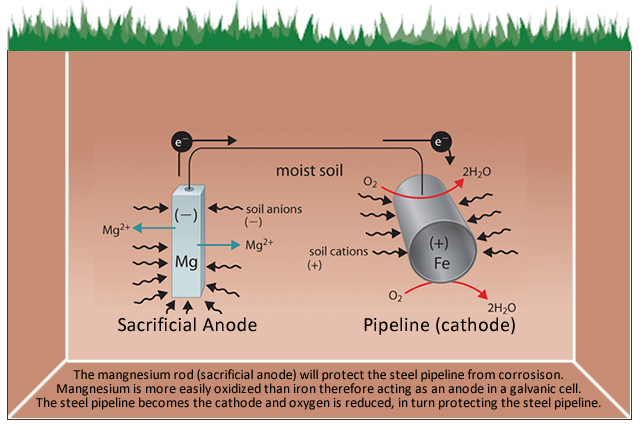 e⁻
e⁻
moist soil
O₂
2H₂O
(−)
soil anions
(−)
Mg²⁺
Mg²⁺
Mg
soil cations
(+)
(+)
Fe
O₂
2H₂O
Sacrificial Anode
Pipeline (cathode)
The mangnesium rod (sacrificial anode) will protect the steel pipeline from corrosison.
Mangnesium is more easily oxidized than iron therefore acting as an anode in a galvanic cell.
The steel pipeline becomes the cathode and oxygen is reduced, in turn protecting the steel pipeline.